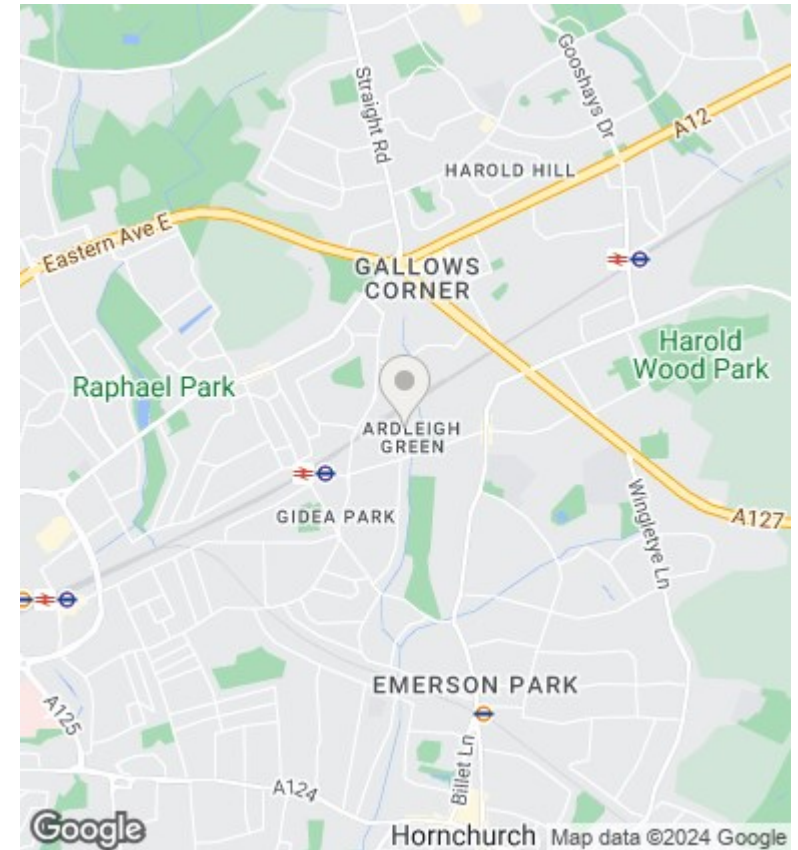 Straight Rd
Gooshays Dr
A12
HAROLD HILL
Eastern Ave E
GALLOWS
CORNER
Harold
Wood Park
Raphael Park
ARDLEIGH
GREEN
GIDEA PARK
Wingletye Ln
A127
EMERSON PARK
A125
Billet Ln
A124
Google
Hornchurch
Map data ©2024 Google